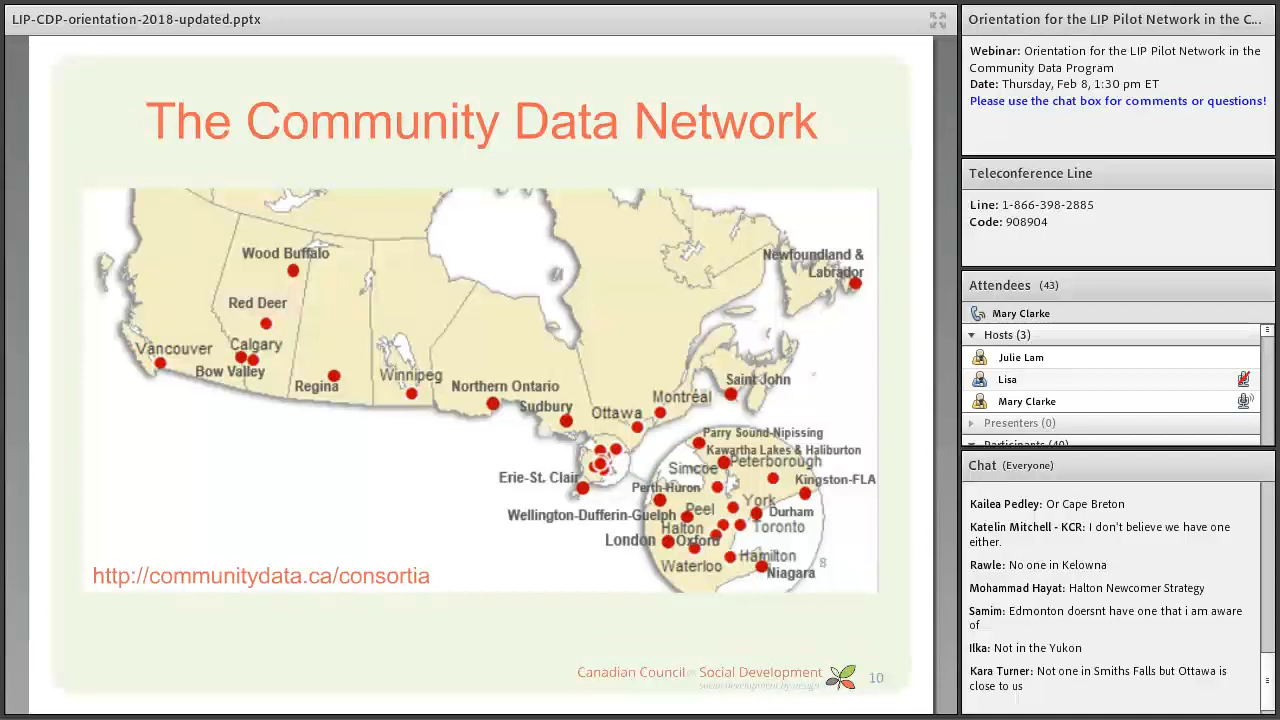 LIP-CDP-orientation-2018-updated.pptx
The Community Data Network
Wood Buffalo
Newfoundland &
Labrador
Red Deer
Vancouver
Calgary
Bow Valley
Regina
Winnipeg
Northern Ontario
Sudbury
Ottawa
Montréal
Saint John
Parry Sound-Nipissing
Kawartha Lakes & Haliburton
Simcoe
Peterborough
Erie-St. Clair
Perth-Huron
Kingston-FLA
Wellington-Dufferin-Guelph
Peel
York
Durham
Halton
Toronto
London
Oxford
Waterloo
Hamilton
Niagara
8
http://communitydata.ca/consortia
Canadian Council on Social Development
social development by design
10
Orientation for the LIP Pilot Network in the C...
Webinar: Orientation for the LIP Pilot Network in the
Community Data Program
Date: Thursday, Feb 8, 1:30 pm ET
Please use the chat box for comments or questions!
Teleconference Line
Line: 1-866-398-2885
Code: 908904
Attendees (43)
Mary Clarke
Hosts (3)
Julie Lam
Lisa
Mary Clarke
Presenters (0)
Participants (40)
Chat (Everyone)
Kailea Pedley: Or Cape Breton
Katelin Mitchell - KCR: I don't believe we have one
either.
Rawle: No one in Kelowna
Mohammad Hayat: Halton Newcomer Strategy
Samim: Edmonton doesnt have one that i am aware
of
Ilka: Not in the Yukon
Kara Turner: Not one in Smiths Falls but Ottawa is
close to us